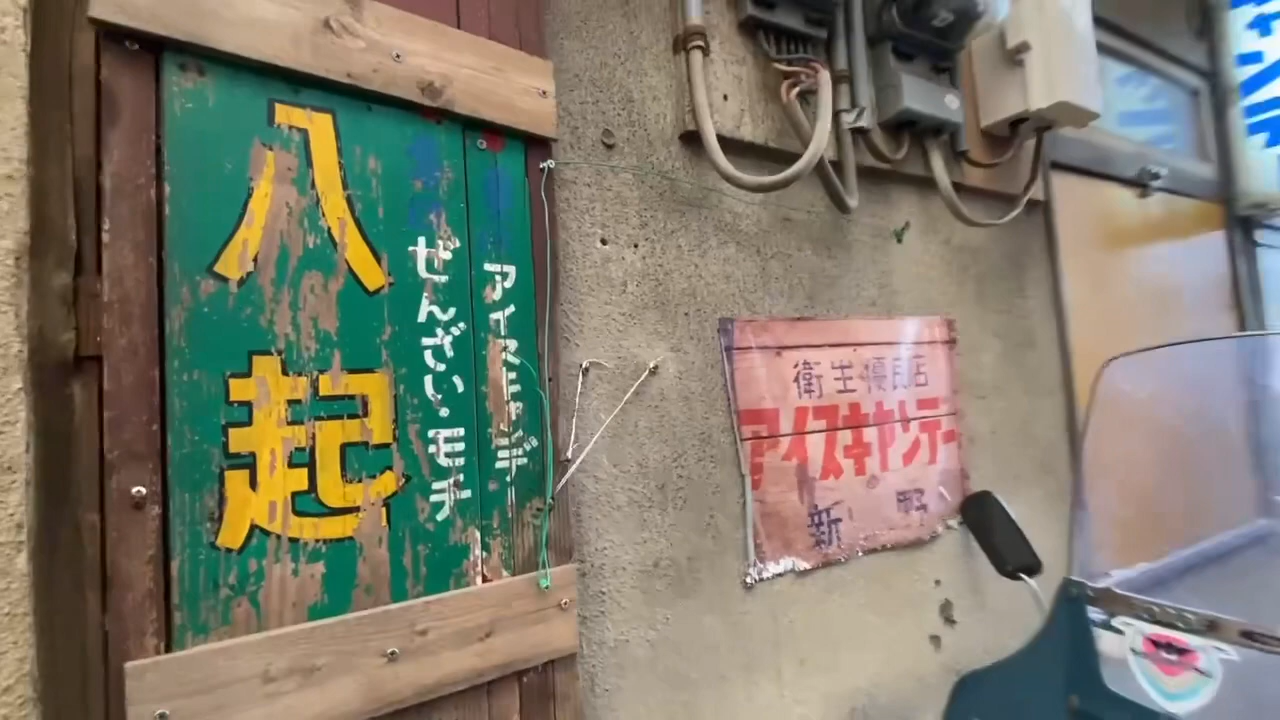 八起
ぜんざい.モチ
アイスキャンデー
衛生優良店
アイスキャンデー
新野